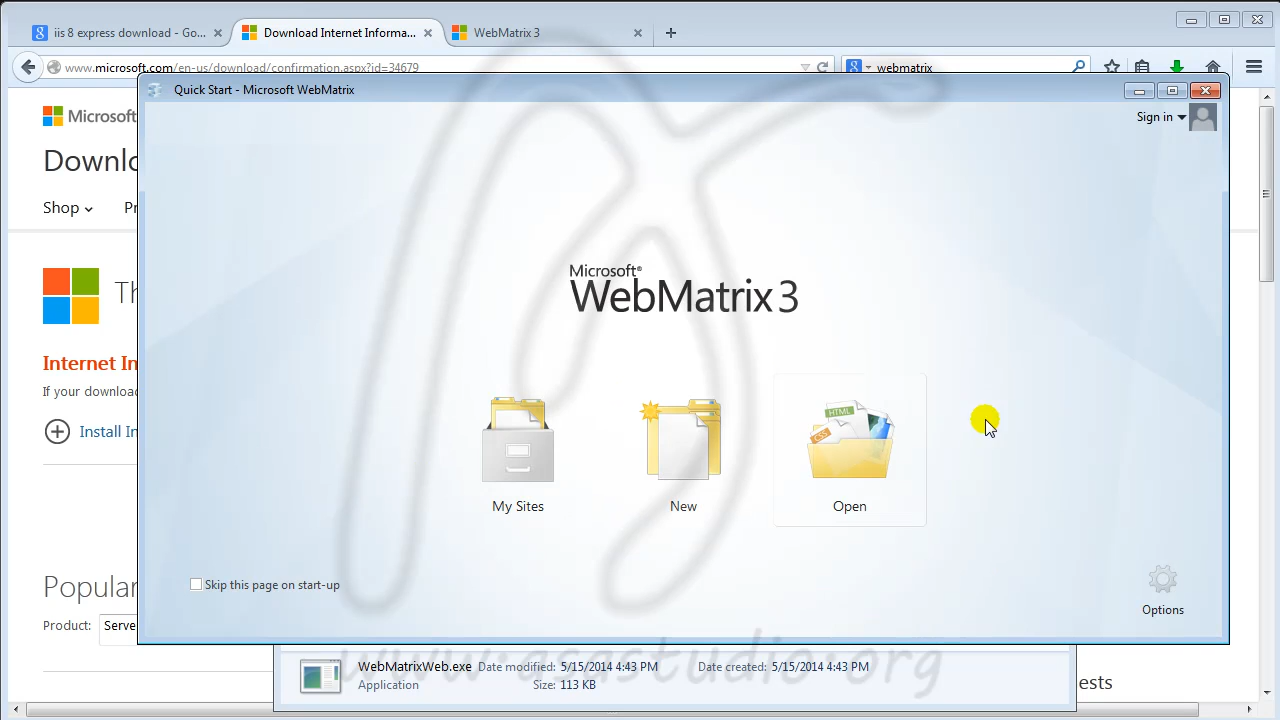 iis 8 express download - Go...
Download Internet Informa...
WebMatrix 3
www.microsoft.com/en-us/download/confirmation.aspx?id=34679
webmatrix
Quick Start - Microsoft WebMatrix
Sign in
Microsoft
Downlo
Shop
Pr
Th
Internet In
If your download
Install In
Microsoft®
WebMatrix 3
My Sites
New
HTML
CSS
Open
Skip this page on start-up
Options
Popular
Product:
Serve
WebMatrixWeb.exe Date modified: 5/15/2014 4:43 PM Date created: 5/15/2014 4:43 PM
Application Size: 113 KB
ests
www.asastudio.org